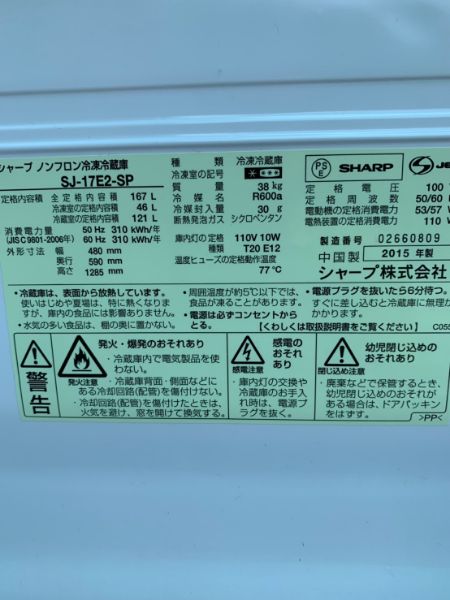 シャープ ノンフロン冷凍冷蔵庫
SJ-17E2-SP
定格内容積 全定格内容積 167 L
冷凍室の定格内容積 46 L
冷蔵室の定格内容積 121 L
消費電力量 50 Hz 310 kWh/年
(JIS C 9801-2006年) 60 Hz 310 kWh/年
外形寸法 幅 480 mm
奥行 590 mm
高さ 1285 mm
種類 冷凍冷蔵庫
冷凍室の記号
質量 38 kg
冷媒 R600a
冷媒封入量 30 g
断熱発泡ガス シクロペンタン
庫内灯の定格 110V 10W
種類 T20 E12
温度ヒューズの定格動作温度 77℃
PS E SHARP JE
定格電圧 100
定格周波数 50/60
電動機の定格消費電力 53/57
電熱装置の定格消費電力 110
製造番号 02660809
中国製 2015 年製
シャープ株式会社
・冷蔵庫は、表面から放熱しています。
使いはじめや夏場は、特に熱くなりま
すが、庫内の食品に影響ありません。
・水気の多い食品は、棚の奥に置かない。
・周囲温度が約5℃以下では、
冷凍食品が溶けることがあります。
・電源は必ずコンセントから
とる。
・電源プラグを抜いたら6分待つ。
すぐに差し込むと冷蔵庫に無理が
かかり、
【くわしくは取扱説明書をご覧ください】
警告
発火・爆発のおそれあり
発火注意
・冷蔵庫内で電気製品を使
わない。
・冷蔵庫背面・側面などに
ある冷却回路(配管)を傷付けない。
・冷却回路(配管)を傷付けたときは、
火気を避け、窓を開けて換気する。
感電の
おそれあり
感電注意
・庫内灯の交換や
冷蔵庫のお手入
れ時は、電源プ
ラグを抜く。
幼児閉じ込めの
おそれあり
閉じ込め注意
・廃棄などで保管するとき、
幼児閉じ込めのおそれが
ある場合は、ドアパッキン
をはずす。
>PP<